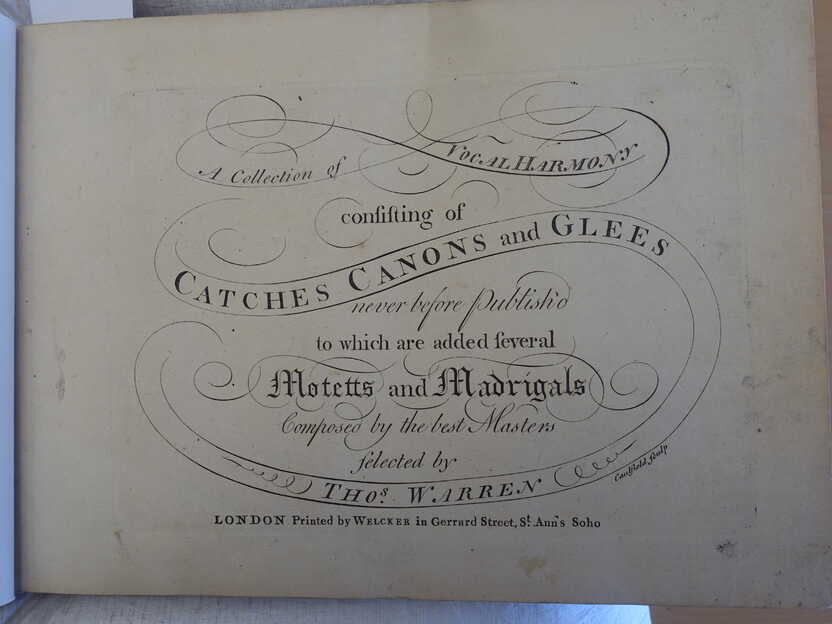 A Collection of VOCAL HARMONY
conſiſting of
CATCHES CANONS and GLEES
never before Publish'd
to which are added ſeveral
Motetts and Madrigals
Composed by the best Masters
ſelected by
THOS. WARREN
Caulfield ſculp
LONDON Printed by WELCKER in Gerrard Street, St. Ann's Soho